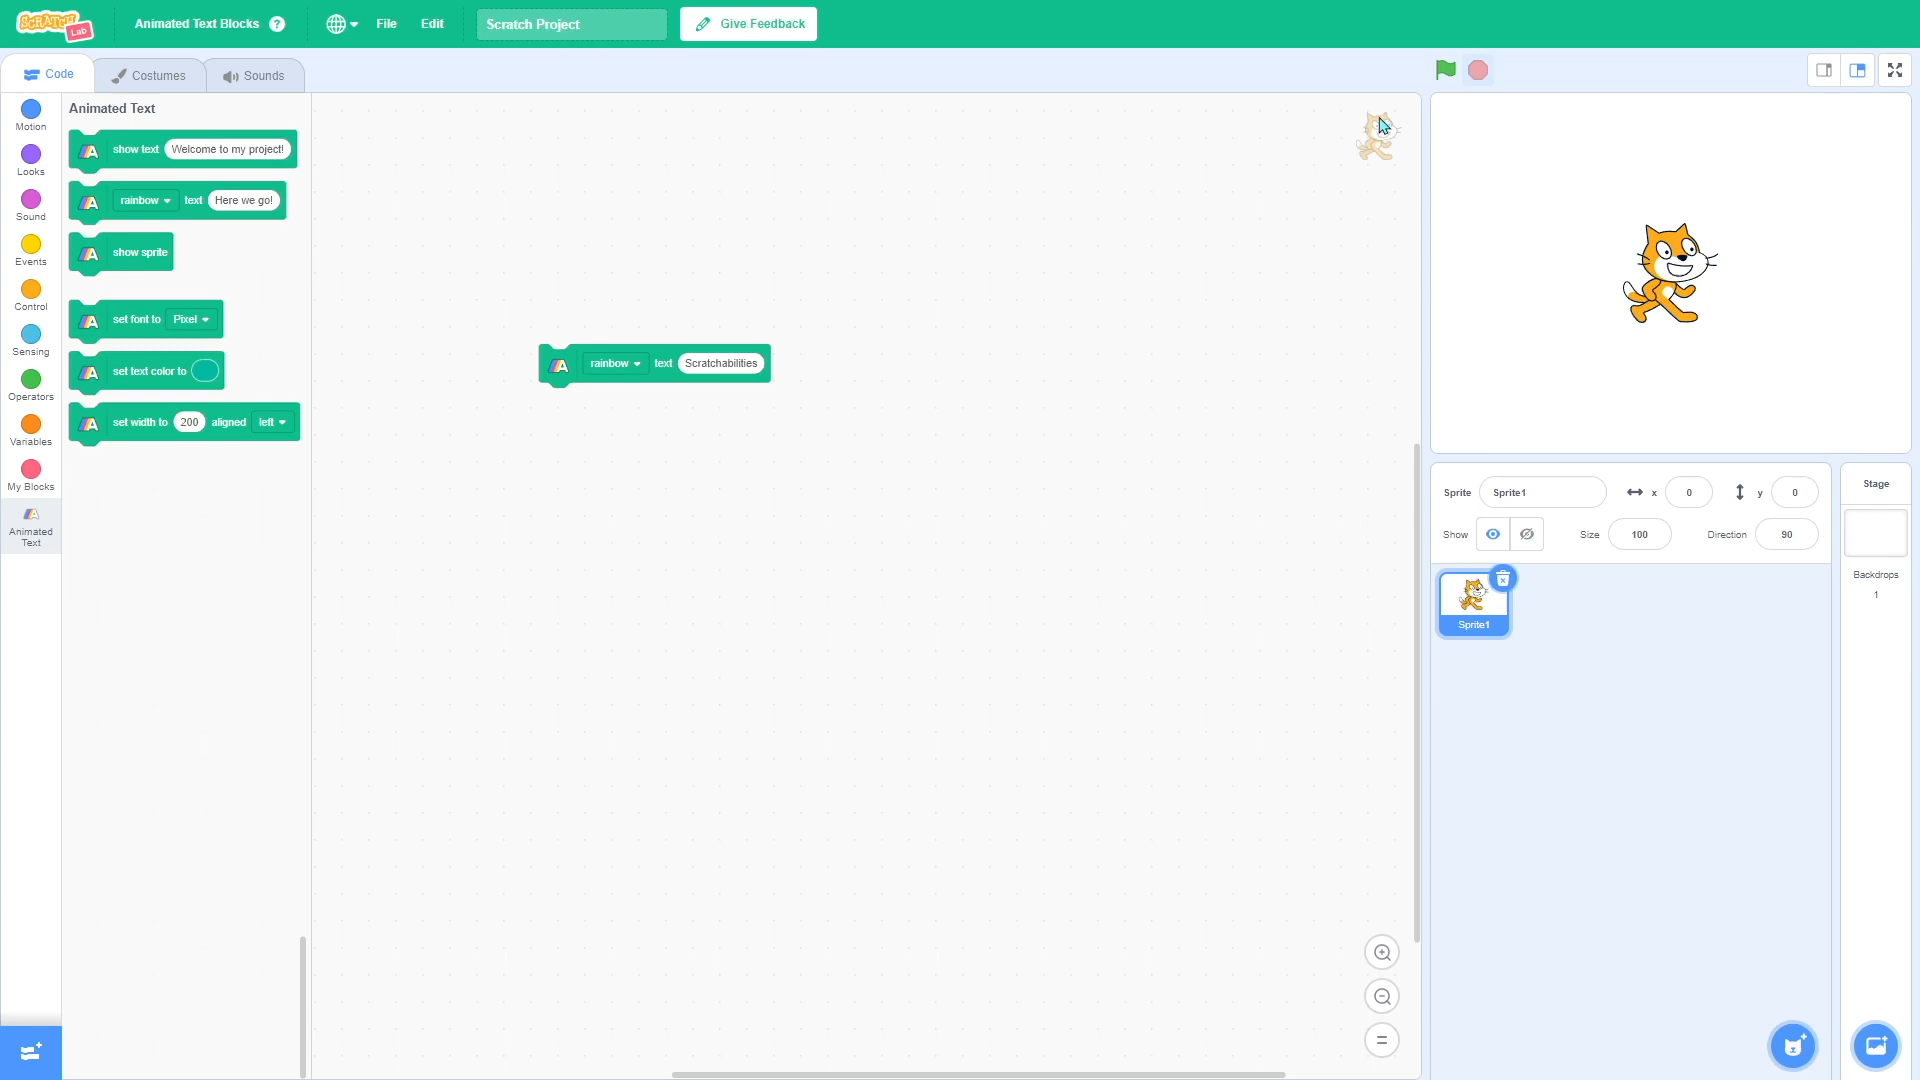 SCRATCH Lab
Animated Text Blocks ?
File
Edit
Scratch Project
Give Feedback
Code
Costumes
Sounds
Motion
Looks
Sound
Events
Control
Sensing
Operators
Variables
My Blocks
Animated
Text
Animated Text
show text Welcome to my project!
rainbow text Here we go!
show sprite
set font to Pixel
set text color to
set width to 200 aligned left
rainbow text Scratchabilities
Sprite Sprite1 x 0 y 0
Show Size 100 Direction 90
Sprite1
Stage
Backdrops
1